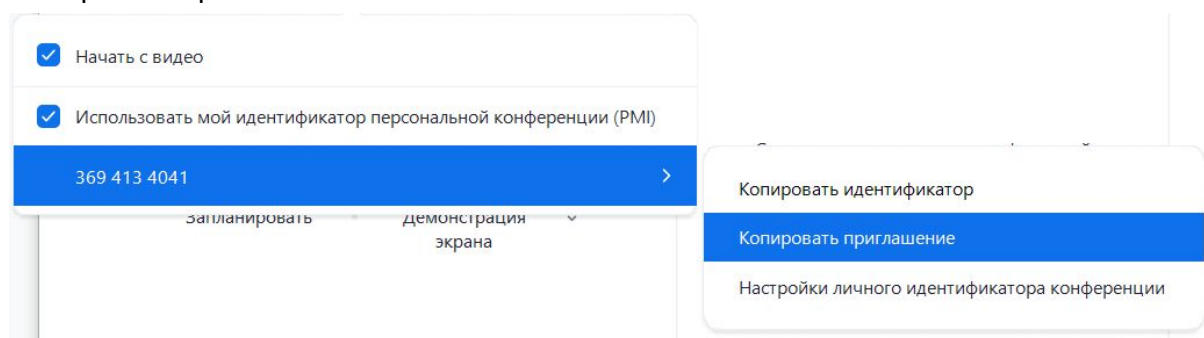 Начать с видео
Использовать мой идентификатор персональной конференции (PMI)
369 413 4041
Копировать идентификатор
Запланировать
Демонстрация
экрана
Копировать приглашение
Настройки личного идентификатора конференции